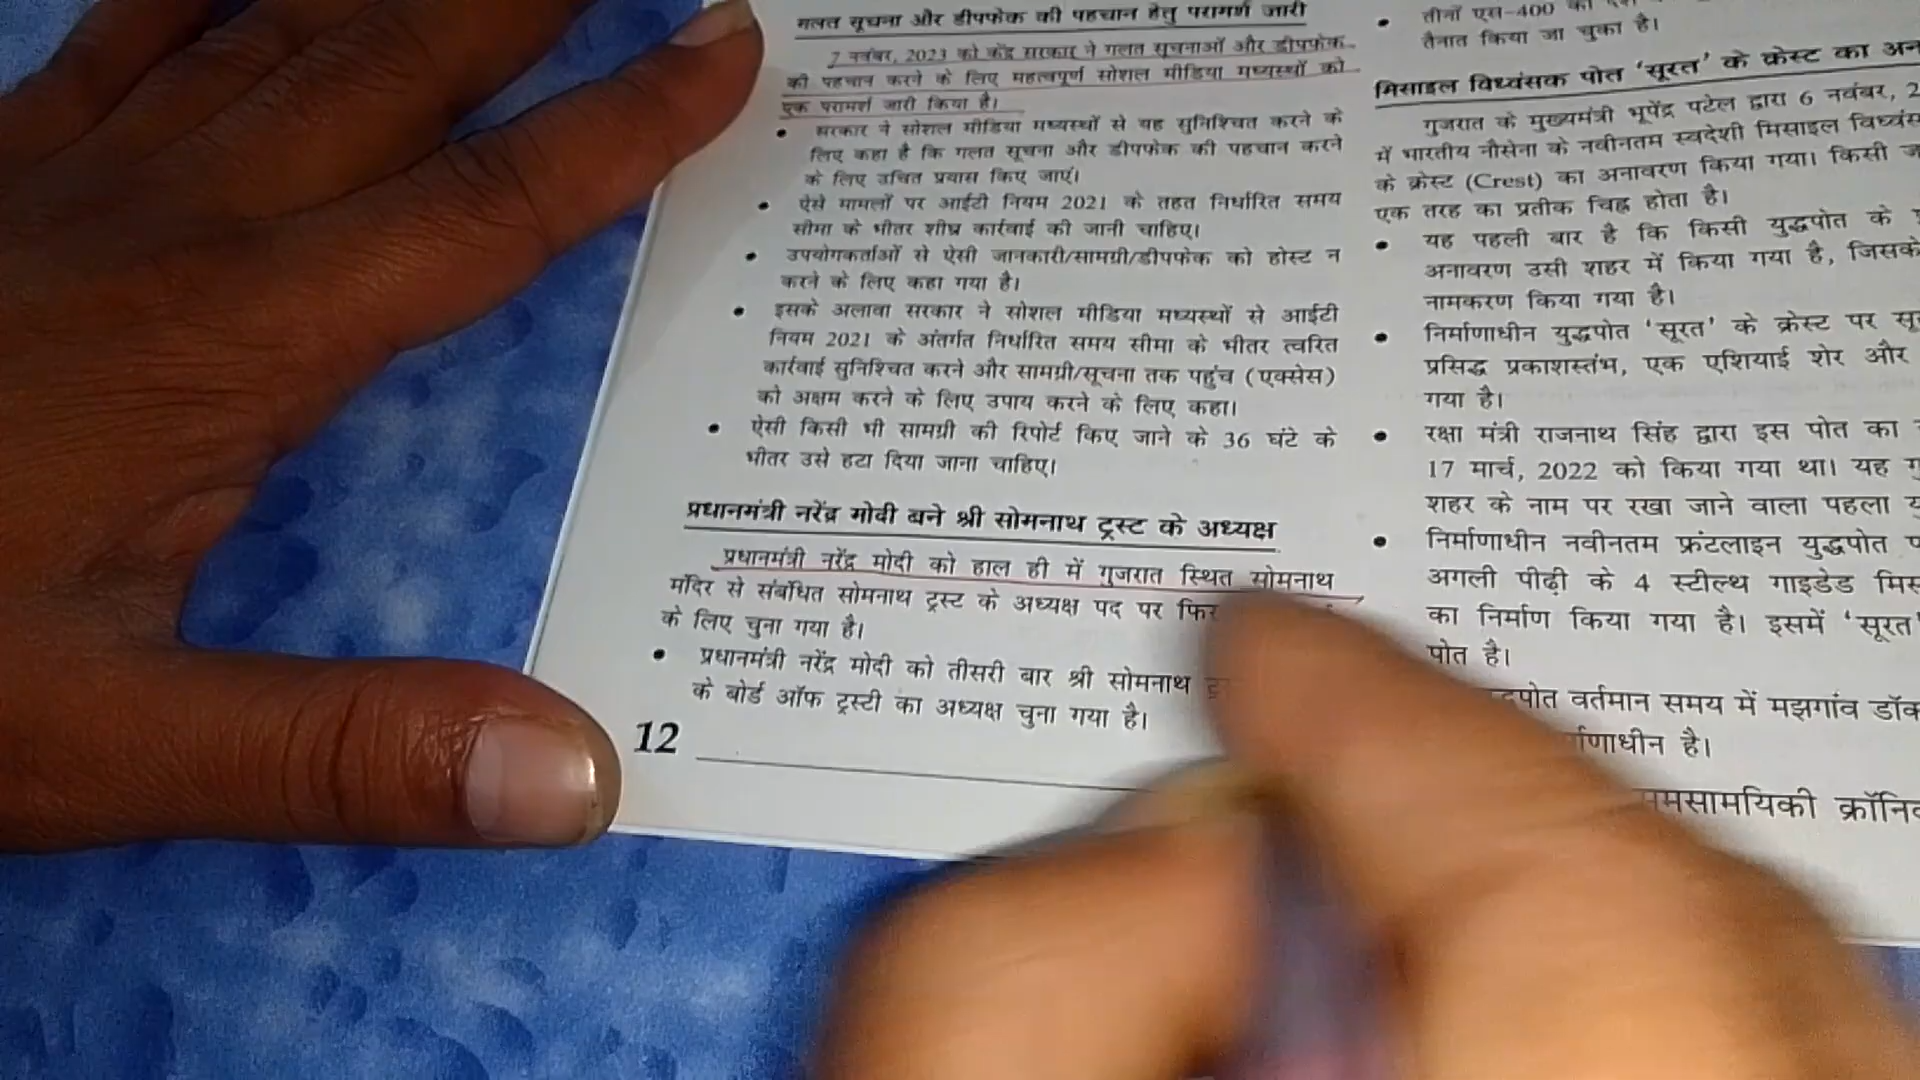 गलत सूचना और डीपफेक की पहचान हेतु परामर्श जारी
7 नवंबर, 2023 को केंद्र सरकार ने गलत सूचनाओं और डीपफेक
की पहचान करने के लिए महत्वपूर्ण सोशल मीडिया मध्यस्थों को
एक परामर्श जारी किया है।
• सरकार ने सोशल मीडिया मध्यस्थों से यह सुनिश्चित करने के
लिए कहा है कि गलत सूचना और डीपफेक की पहचान करने
के लिए उचित प्रयास किए जाएं।
• ऐसे मामलों पर आईटी नियम 2021 के तहत निर्धारित समय
सीमा के भीतर शीघ्र कार्रवाई की जानी चाहिए।
• उपयोगकर्ताओं से ऐसी जानकारी/सामग्री/डीपफेक को होस्ट न
करने के लिए कहा गया है।
• इसके अलावा सरकार ने सोशल मीडिया मध्यस्थों से आईटी
नियम 2021 के अंतर्गत निर्धारित समय सीमा के भीतर त्वरित
कार्रवाई सुनिश्चित करने और सामग्री/सूचना तक पहुंच (एक्सेस)
को अक्षम करने के लिए उपाय करने के लिए कहा।
• ऐसी किसी भी सामग्री की रिपोर्ट किए जाने के 36 घंटे के
भीतर उसे हटा दिया जाना चाहिए।
प्रधानमंत्री नरेंद्र मोदी बने श्री सोमनाथ ट्रस्ट के अध्यक्ष
प्रधानमंत्री नरेंद्र मोदी को हाल ही में गुजरात स्थित सोमनाथ
मंदिर से संबंधित सोमनाथ ट्रस्ट के अध्यक्ष पद पर फिर
के लिए चुना गया है।
• प्रधानमंत्री नरेंद्र मोदी को तीसरी बार श्री सोमनाथ
के बोर्ड ऑफ ट्रस्टी का अध्यक्ष चुना गया है।
12
• तीनों एस-400 को
तैनात किया जा चुका है।
मिसाइल विध्वंसक पोत ‘सूरत’ के क्रेस्ट का
गुजरात के मुख्यमंत्री भूपेंद्र पटेल द्वारा 6 नवंबर,
में भारतीय नौसेना के नवीनतम स्वदेशी मिसाइल
के क्रेस्ट (Crest) का अनावरण किया गया। किसी
एक तरह का प्रतीक चिह्न होता है।
• यह पहली बार है कि किसी युद्धपोत के
अनावरण उसी शहर में किया गया है, जिसके
नामकरण किया गया है।
• निर्माणाधीन युद्धपोत ‘सूरत’ के क्रेस्ट पर
प्रसिद्ध प्रकाशस्तंभ, एक एशियाई शेर और
गया है।
• रक्षा मंत्री राजनाथ सिंह द्वारा इस पोत का
17 मार्च, 2022 को किया गया था। यह
शहर के नाम पर रखा जाने वाला पहला
• निर्माणाधीन नवीनतम फ्रंटलाइन युद्धपोत
अगली पीढ़ी के 4 स्टील्थ गाइडेड
का निर्माण किया गया है। इसमें ‘सूरत’
पोत है।
वर्तमान समय में मझगांव
है।